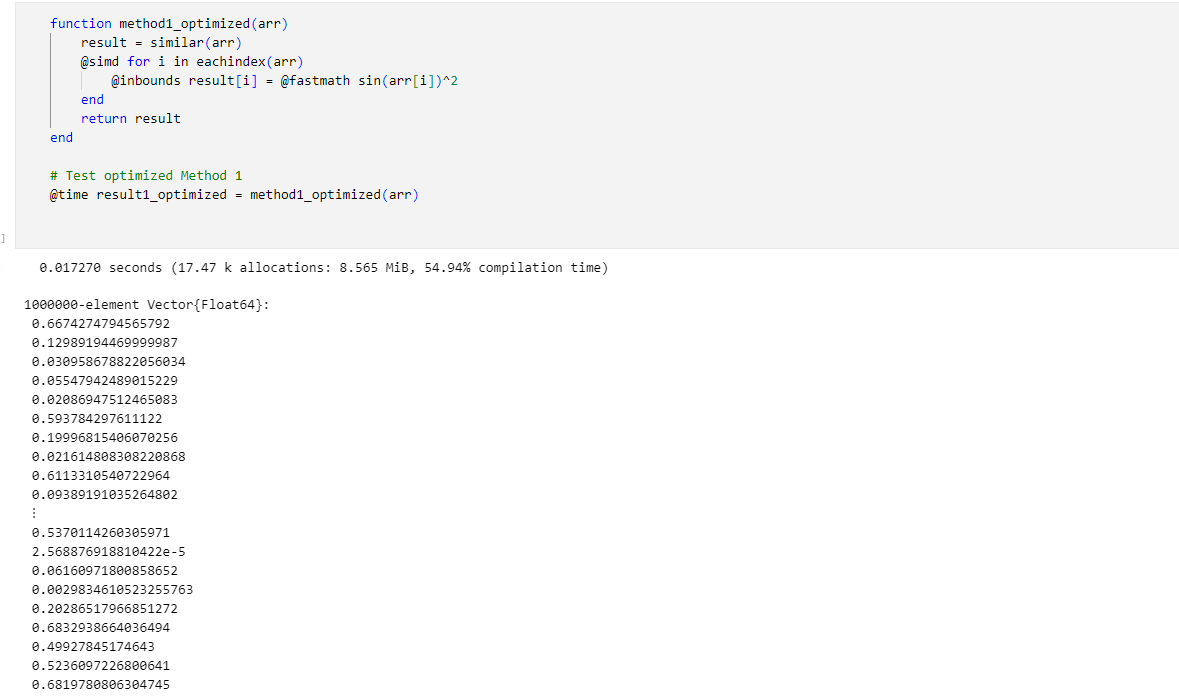 function method1_optimized(arr)
    result = similar(arr)
    @simd for i in eachindex(arr)
        @inbounds result[i] = @fastmath sin(arr[i])^2
    end
    return result
end
# Test optimized Method 1
@time result1_optimized = method1_optimized(arr)
]
0.017270 seconds (17.47 k allocations: 8.565 MiB, 54.94% compilation time)
1000000-element Vector{Float64}:
0.6674274794565792
0.12989194469999987
0.030958678822056034
0.05547942489015229
0.02086947512465083
0.593784297611122
0.19996815406070256
0.021614808308220868
0.6113310540722964
0.09389191035264802
⋮
0.5370114260305971
2.568876918810422e-5
0.06160971800858652
0.0029834610523255763
0.20286517966851272
0.6832938664036494
0.49927845174643
0.5236097226800641
0.6819780806304745